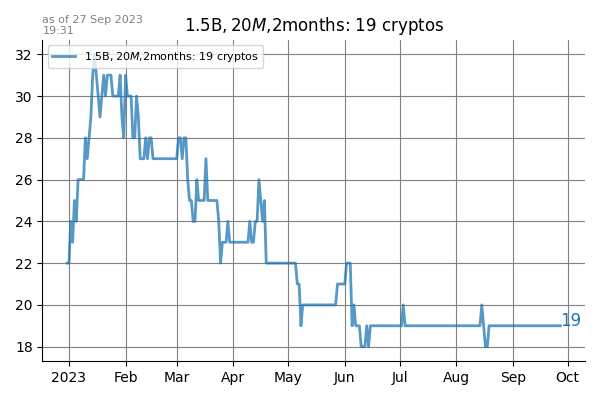 as of 27 Sep 2023
19:31
1.5B, 20M,2months: 19 cryptos
1.5B, 20M,2months: 19 cryptos
32
30
28
26
24
22
20
18
19
2023 Feb Mar Apr May Jun Jul Aug Sep Oct